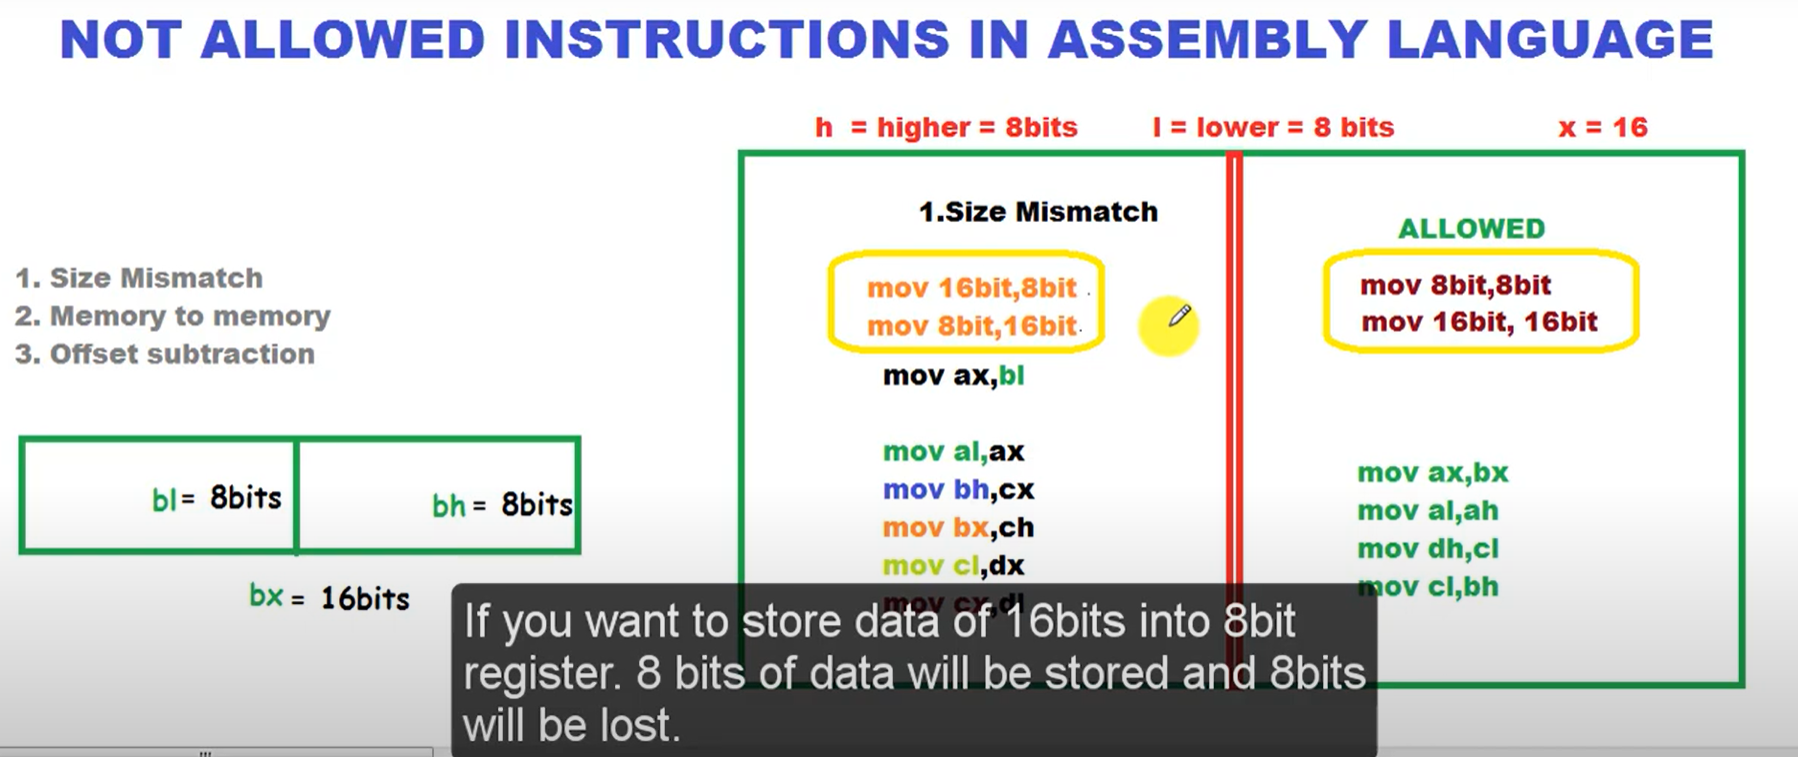 NOT ALLOWED INSTRUCTIONS IN ASSEMBLY LANGUAGE
h = higher = 8bits l = lower = 8 bits x = 16
1. Size Mismatch
2. Memory to memory
3. Offset subtraction
bl= 8bits
bh = 8bits
bx = 16bits
1.Size Mismatch
mov 16bit,8bit
mov 8bit,16bit
mov ax,bl
mov al,ax
mov bh,cx
mov bx,ch
mov cl,dx
mov cx,dl
ALLOWED
mov 8bit,8bit
mov 16bit, 16bit
mov ax,bx
mov al,ah
mov dh,cl
mov cl,bh
If you want to store data of 16bits into 8bit
register. 8 bits of data will be stored and 8bits
will be lost.